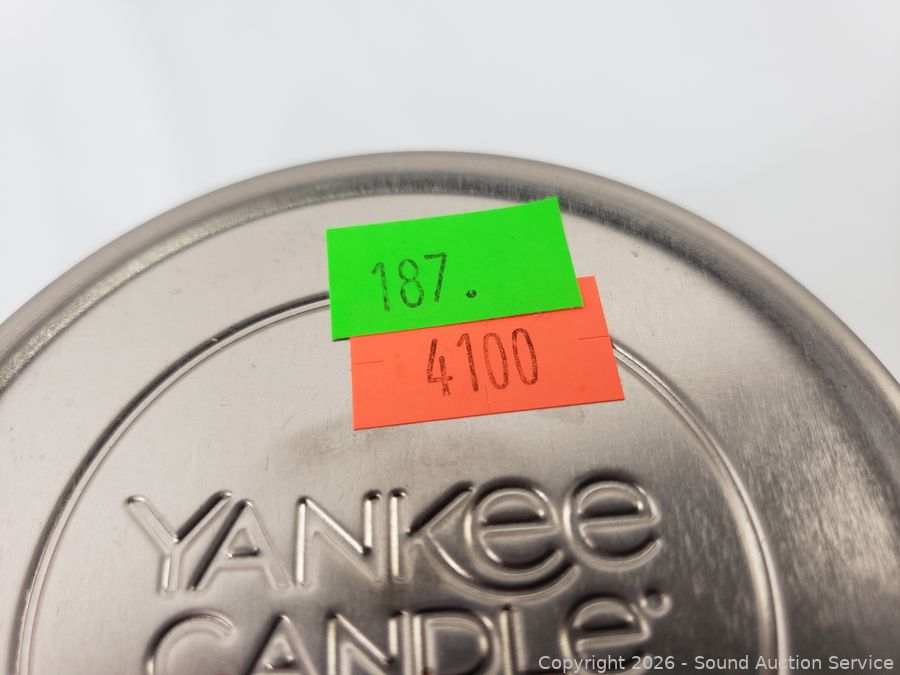 187.
4100
YANKEE
CANDLE®
Copyright 2026 - Sound Auction Service